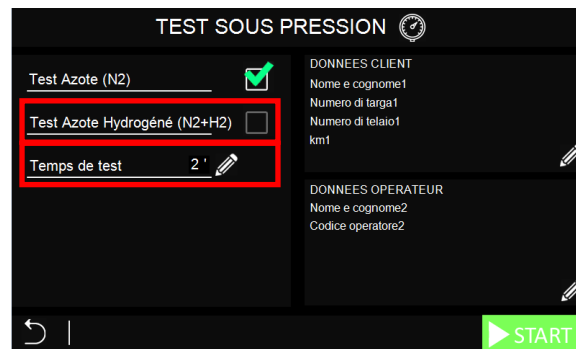 TEST SOUS PRESSION
Test Azote (N2)
Test Azote Hydrogéné (N2+H2)
Temps de test 2 '
DONNEES CLIENT
Nome e cognome1
Numero di targa1
Numero di telaio1
km1
DONNEES OPERATEUR
Nome e cognome2
Codice operatore2
START